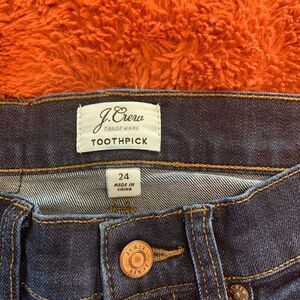 J.Crew
TRADE MARK
TOOTHPICK
24
MADE IN
CHINA